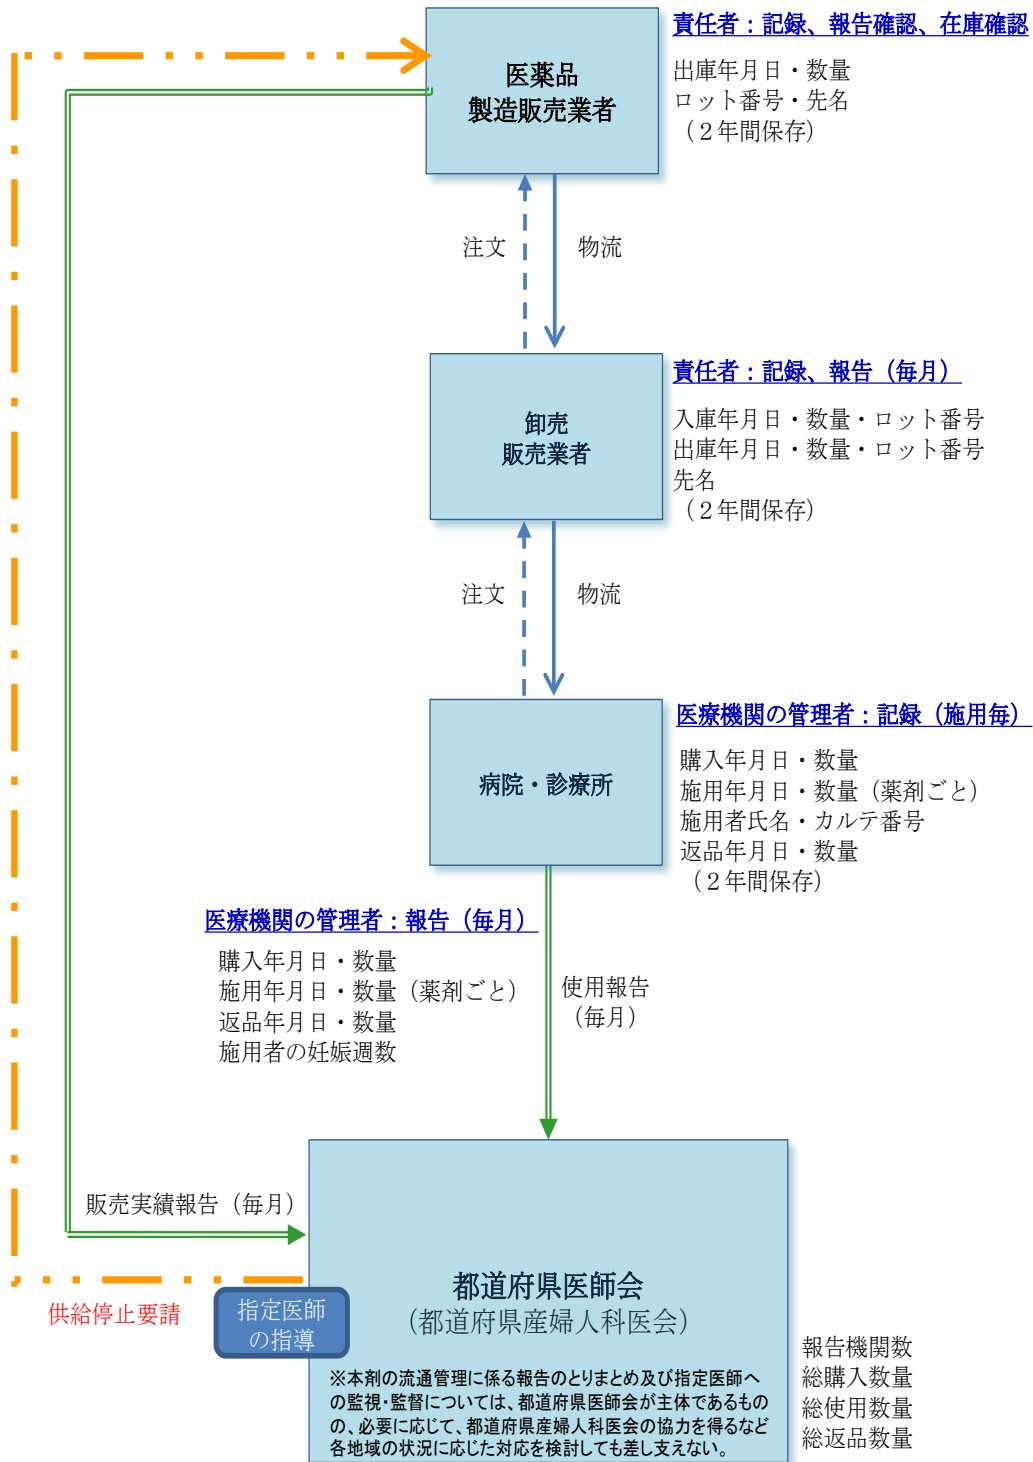 責任者：記録、報告確認、在庫確認
医薬品
製造販売業者
出庫年月日・数量
ロット番号・先名
（２年間保存）
注文
物流
責任者：記録、報告（毎月）
卸売
販売業者
入庫年月日・数量・ロット番号
出庫年月日・数量・ロット番号
先名
（２年間保存）
注文
物流
医療機関の管理者：記録（施用毎）
病院・診療所
購入年月日・数量
施用年月日・数量（薬剤ごと）
施用者氏名・カルテ番号
返品年月日・数量
（２年間保存）
医療機関の管理者：報告（毎月）
購入年月日・数量
施用年月日・数量（薬剤ごと）
返品年月日・数量
施用者の妊娠週数
使用報告
（毎月）
販売実績報告（毎月）
供給停止要請
指定医師
の指導
都道府県医師会
（都道府県産婦人科医会）
※本剤の流通管理に係る報告のとりまとめ及び指定医師へ
の監視・監督については、都道府県医師会が主体であるもの
の、必要に応じて、都道府県産婦人科医会の協力を得るなど
各地域の状況に応じた対応を検討しても差し支えない。
報告機関数
総購入数量
総使用数量
総返品数量